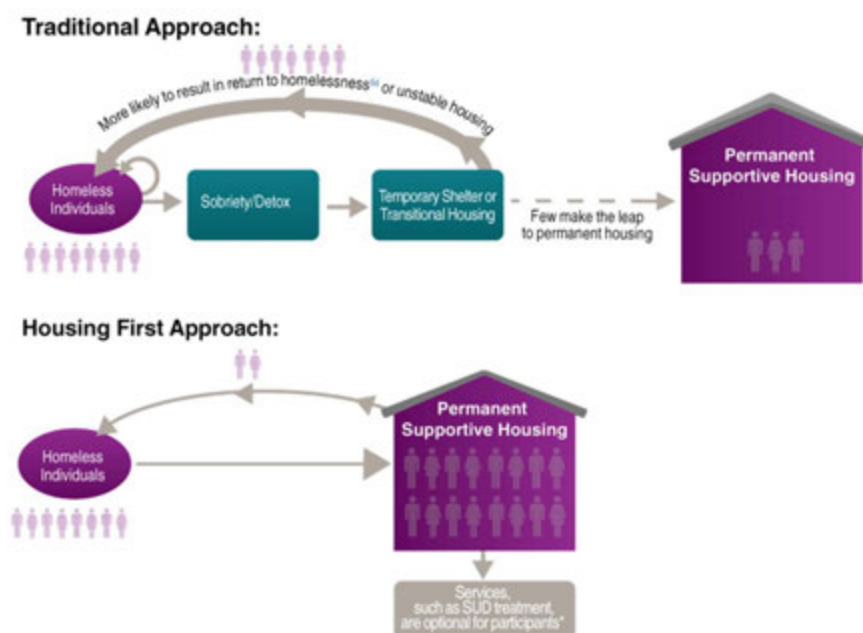 Traditional Approach:
More likely to result in return to homelessness or unstable housing
Homeless
Individuals
Sobriety/Detox
Temporary Shelter or
Transitional Housing
Few make the leap
to permanent housing
Permanent
Supportive Housing
Housing First Approach:
Homeless
Individuals
Permanent
Supportive Housing
Services,
such as SUD treatment,
are optional for participants*